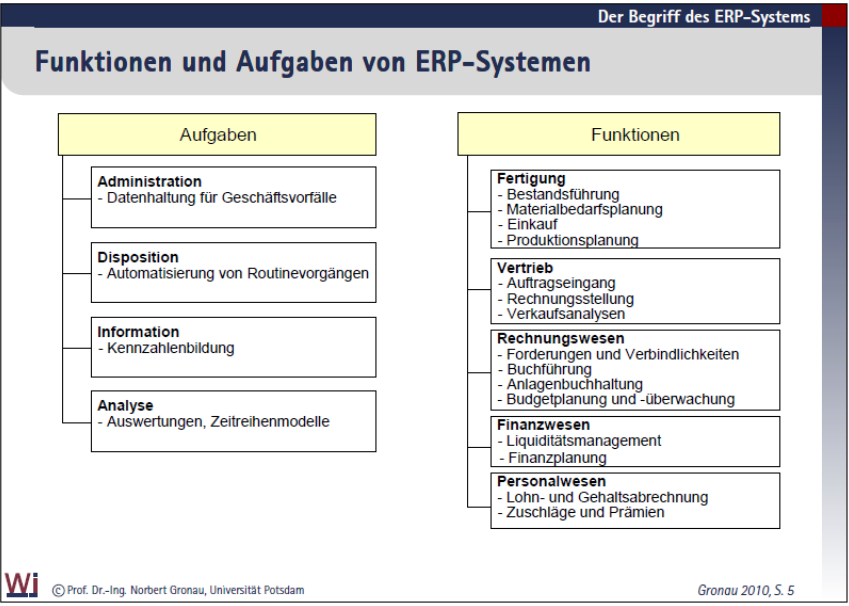 Der Begriff des ERP-Systems
Funktionen und Aufgaben von ERP-Systemen
Aufgaben
Administration
- Datenhaltung für Geschäftsvorfälle
Disposition
- Automatisierung von Routinevorgängen
Information
- Kennzahlenbildung
Analyse
- Auswertungen, Zeitreihenmodelle
Funktionen
Fertigung
- Bestandsführung
- Materialbedarfsplanung
- Einkauf
- Produktionsplanung
Vertrieb
- Auftragseingang
- Rechnungsstellung
- Verkaufsanalysen
Rechnungswesen
- Forderungen und Verbindlichkeiten
- Buchführung
- Anlagenbuchhaltung
- Budgetplanung und -überwachung
Finanzwesen
- Liquiditätsmanagement
- Finanzplanung
Personalwesen
- Lohn- und Gehaltsabrechnung
- Zuschläge und Prämien
Wi
© Prof. Dr.-Ing. Norbert Gronau, Universität Potsdam
Gronau 2010, S. 5